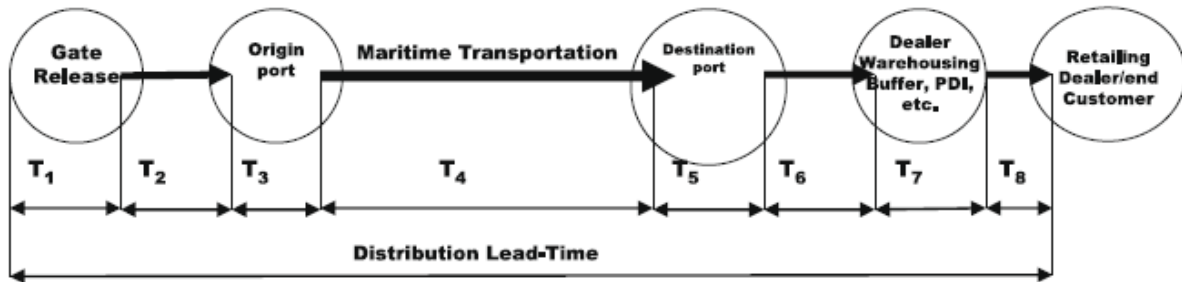 Gate
Release
Origin
port
Maritime Transportation
Destination
port
Dealer
Warehousing
Buffer, PDI,
etc.
Retailing
Dealer/end
Customer
T1
T2
T3
T4
T5
T6
T7
T8
Distribution Lead-Time